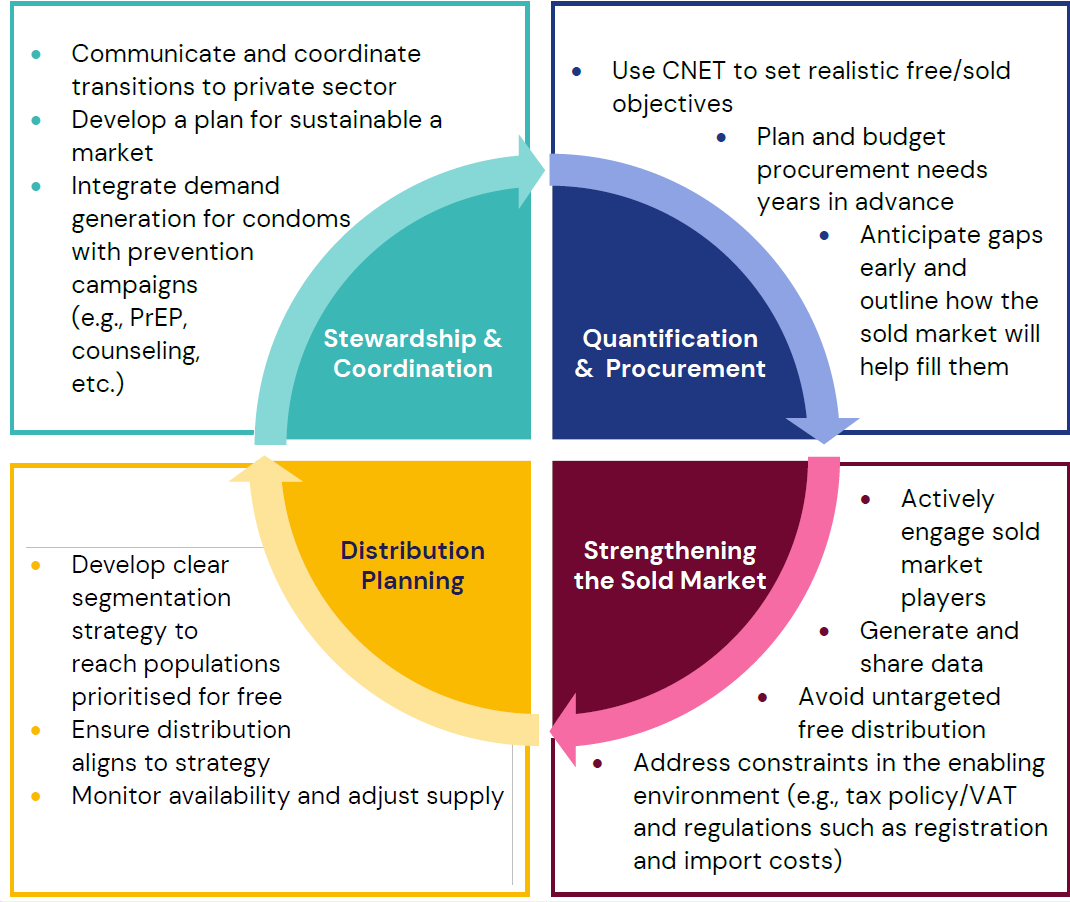 • Communicate and coordinate
transitions to private sector
• Develop a plan for sustainable a
market
• Integrate demand
generation for condoms
with prevention
campaigns
(e.g., PrEP,
counseling,
etc.)
Stewardship &
Coordination
• Use CNET to set realistic free/sold
objectives
• Plan and budget
procurement needs
years in advance
• Anticipate gaps
early and
outline how the
sold market will
help fill them
Quantification
& Procurement
• Develop clear
segmentation
strategy to
reach populations
prioritised for free
• Ensure distribution
aligns to strategy
• Monitor availability and adjust supply
Distribution
Planning
Strengthening
the Sold Market
• Actively
engage sold
market
players
• Generate and
share data
• Avoid untargeted
free distribution
• Address constraints in the enabling
environment (e.g., tax policy/VAT
and regulations such as registration
and import costs)